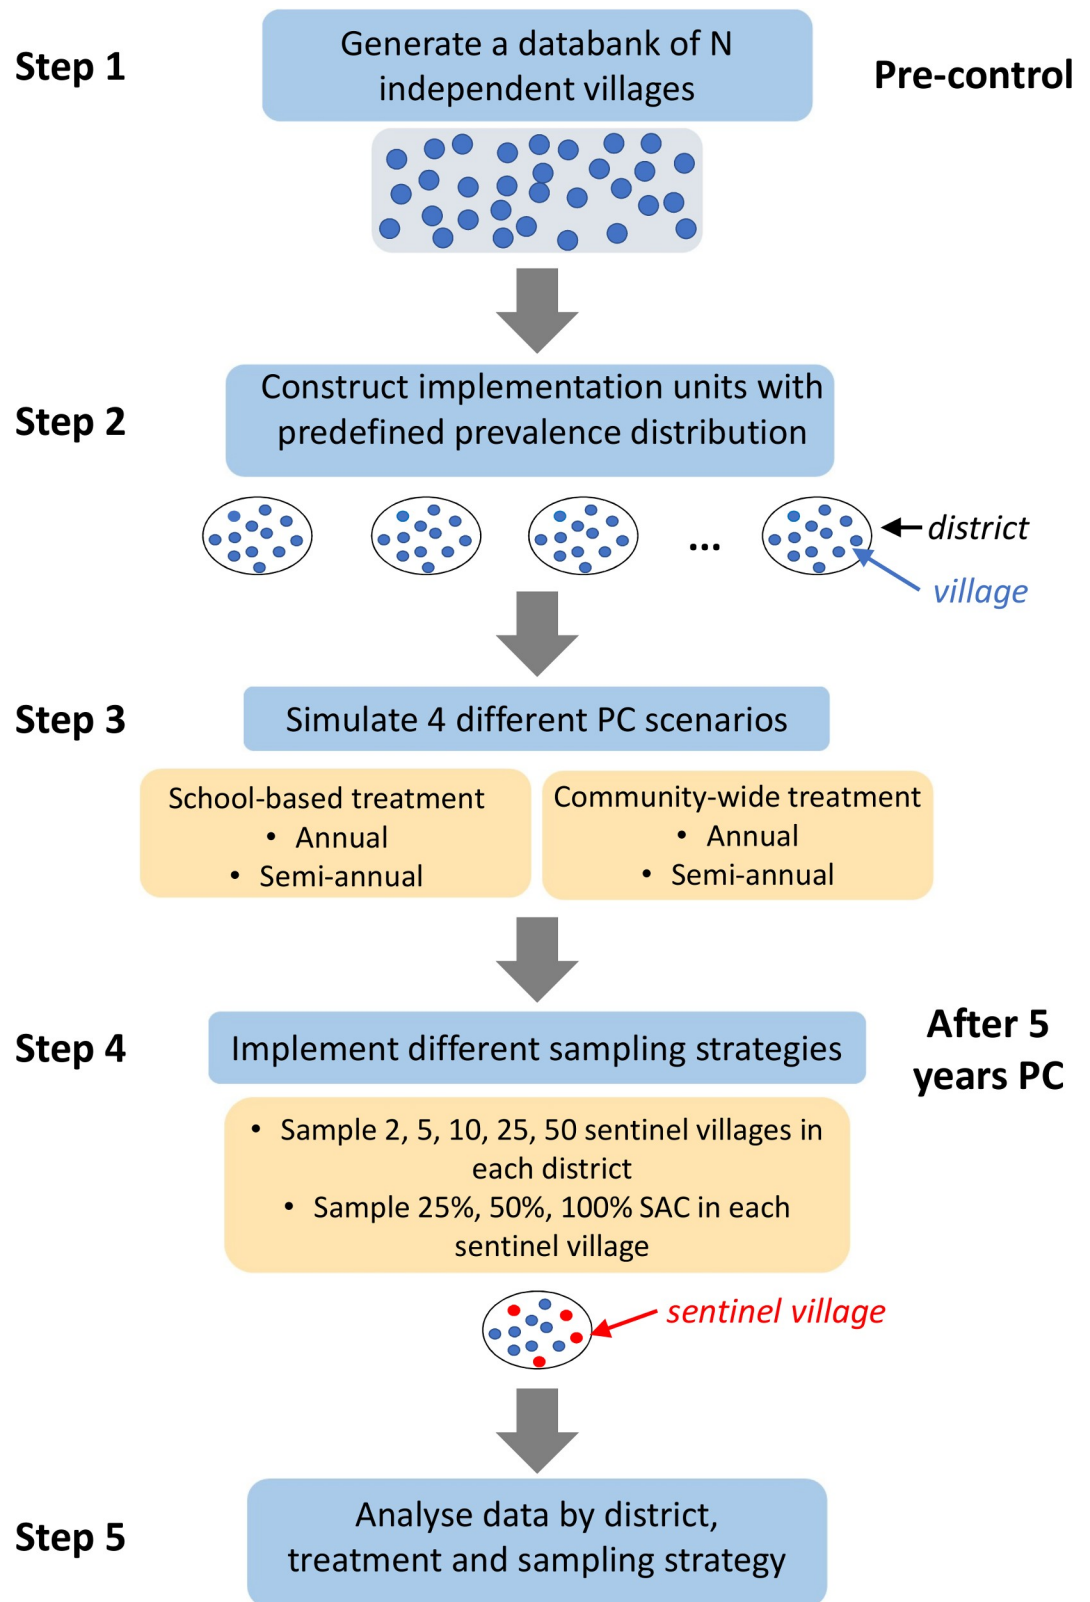 Step 1
Generate a databank of N
independent villages
Pre-control
Step 2
Construct implementation units with
predefined prevalence distribution
...
district
village
Step 3
Simulate 4 different PC scenarios
School-based treatment
• Annual
• Semi-annual
Community-wide treatment
• Annual
• Semi-annual
Step 4
Implement different sampling strategies
After 5
years PC
• Sample 2, 5, 10, 25, 50 sentinel villages in
each district
• Sample 25%, 50%, 100% SAC in each
sentinel village
sentinel village
Step 5
Analyse data by district,
treatment and sampling strategy